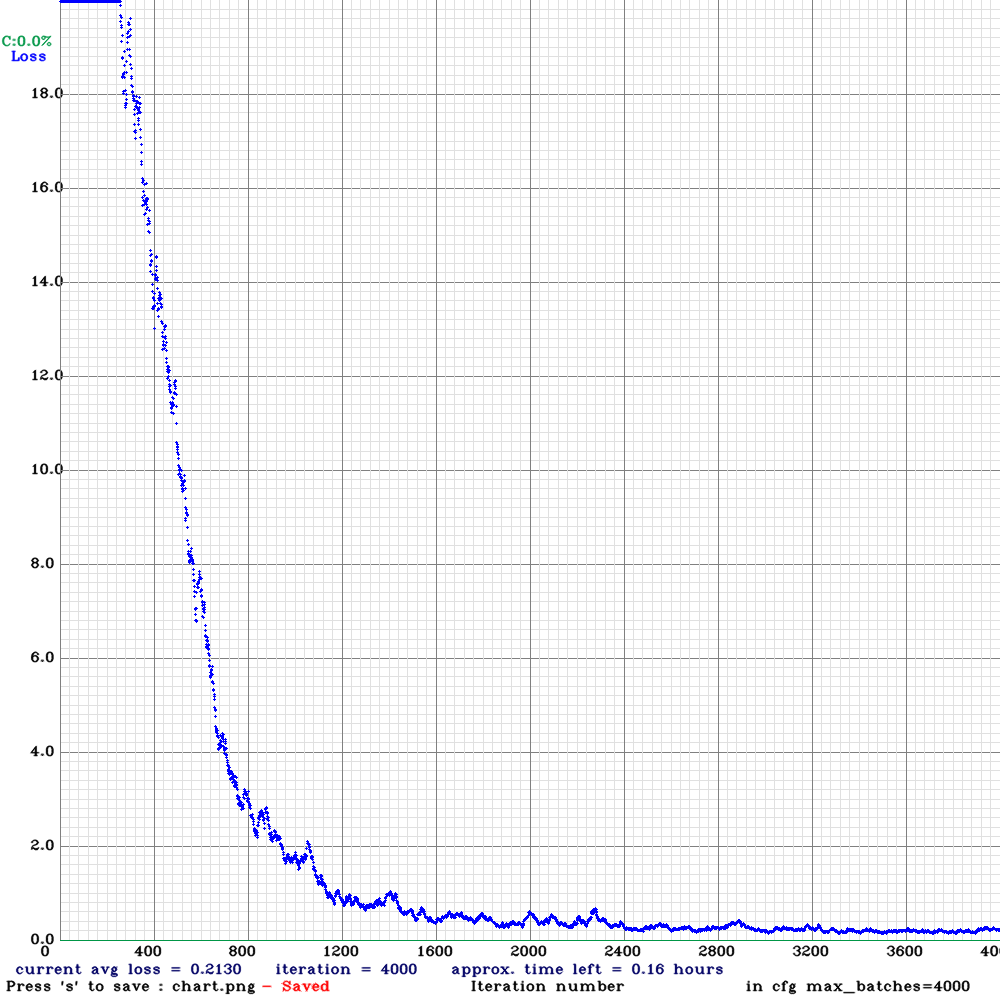 C:0.0%
Loss
18.0
16.0
14.0
12.0
10.0
8.0
6.0
4.0
2.0
0.0
0 400 800 1200 1600 2000 2400 2800 3200 3600 400
current avg loss = 0.2130 iteration = 4000 approx. time left = 0.16 hours
Press 's' to save : chart.png - Saved Iteration number in cfg max_batches=4000